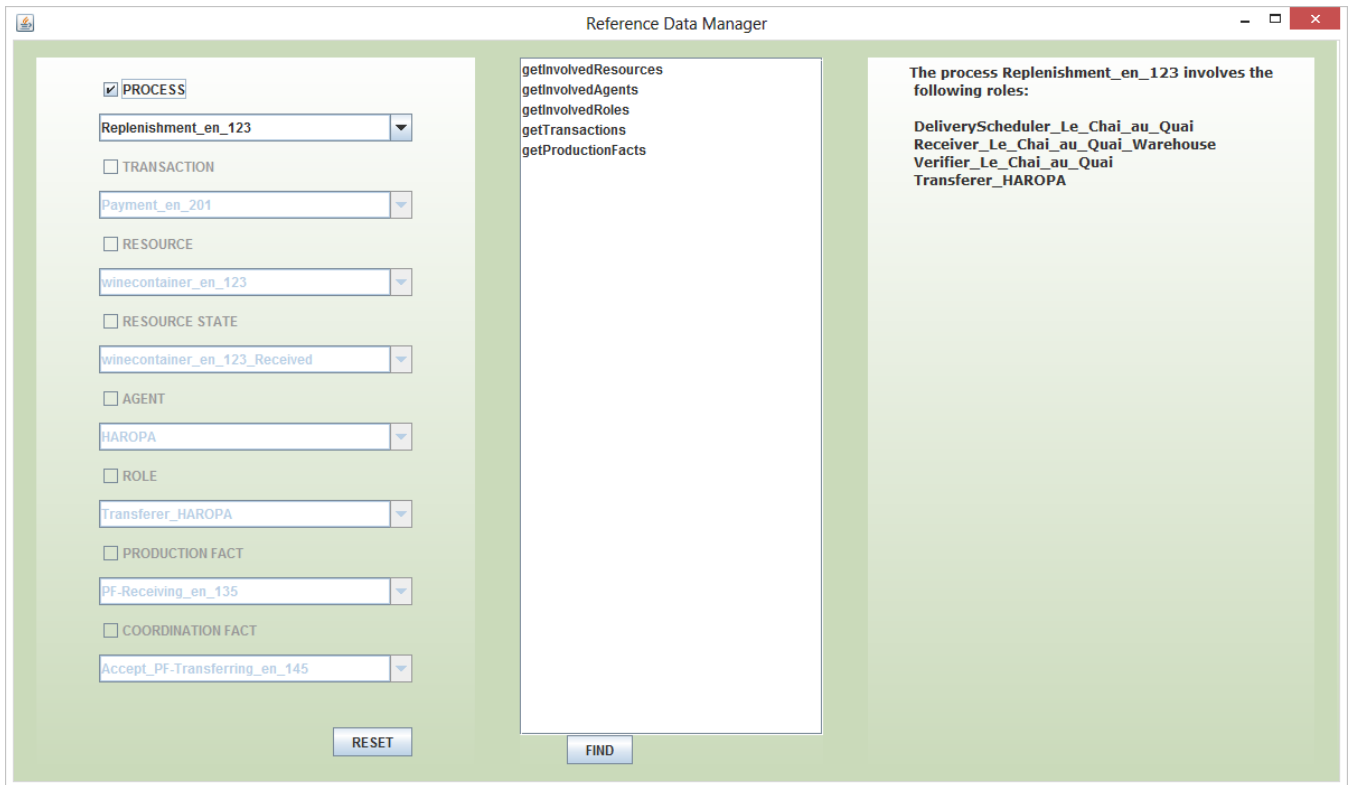 Reference Data Manager
PROCESS
Replenishment_en_123
TRANSACTION
Payment_en_201
RESOURCE
winecontainer_en_123
RESOURCE STATE
winecontainer_en_123_Received
AGENT
HAROPA
ROLE
Transferer_HAROPA
PRODUCTION FACT
PF-Receiving_en_135
COORDINATION FACT
Accept_PF-Transferring_en_145
RESET
getInvolvedResources
getInvolvedAgents
getInvolvedRoles
getTransactions
getProductionFacts
FIND
The process Replenishment_en_123 involves the
following roles:
DeliveryScheduler_Le_Chai_au_Quai
Receiver_Le_Chai_au_Quai_Warehouse
Verifier_Le_Chai_au_Quai
Transferer_HAROPA